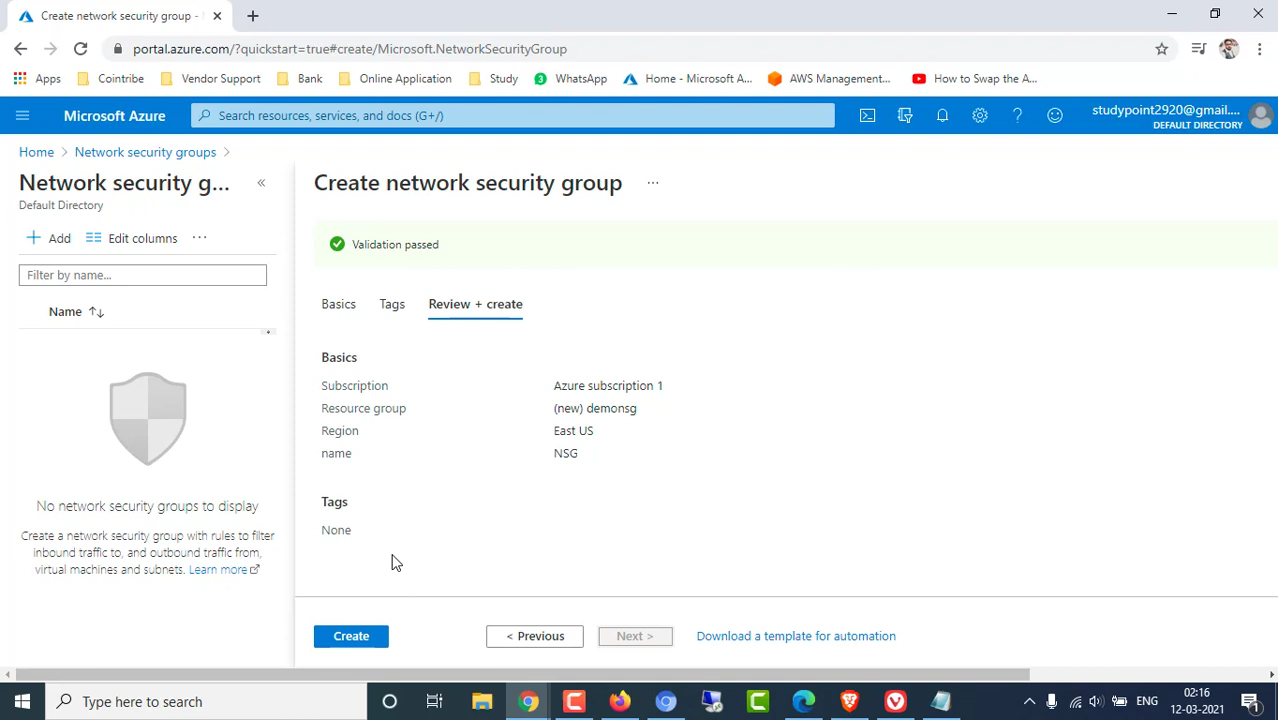 Create network security group -
portal.azure.com/?quickstart=true#create/Microsoft.NetworkSecurityGroup
Apps Cointribe Vendor Support Bank Online Application Study 3 WhatsApp Home - Microsoft A... AWS Management... How to Swap the A...
Microsoft Azure Search resources, services, and docs (G+/) studypoint2920@gmail....
DEFAULT DIRECTORY
Home > Network security groups >
Network security g... «
Default Directory
+ Add Edit columns ...
Filter by name...
Name ↑↓
No network security groups to display
Create a network security group with rules to filter
inbound traffic to, and outbound traffic from,
virtual machines and subnets. Learn more
Create network security group ...
Validation passed
Basics Tags Review + create
Basics
Subscription Azure subscription 1
Resource group (new) demonsg
Region East US
name NSG
Tags
None
Create < Previous Next > Download a template for automation
Type here to search
ENG
02:16
12-03-2021
1